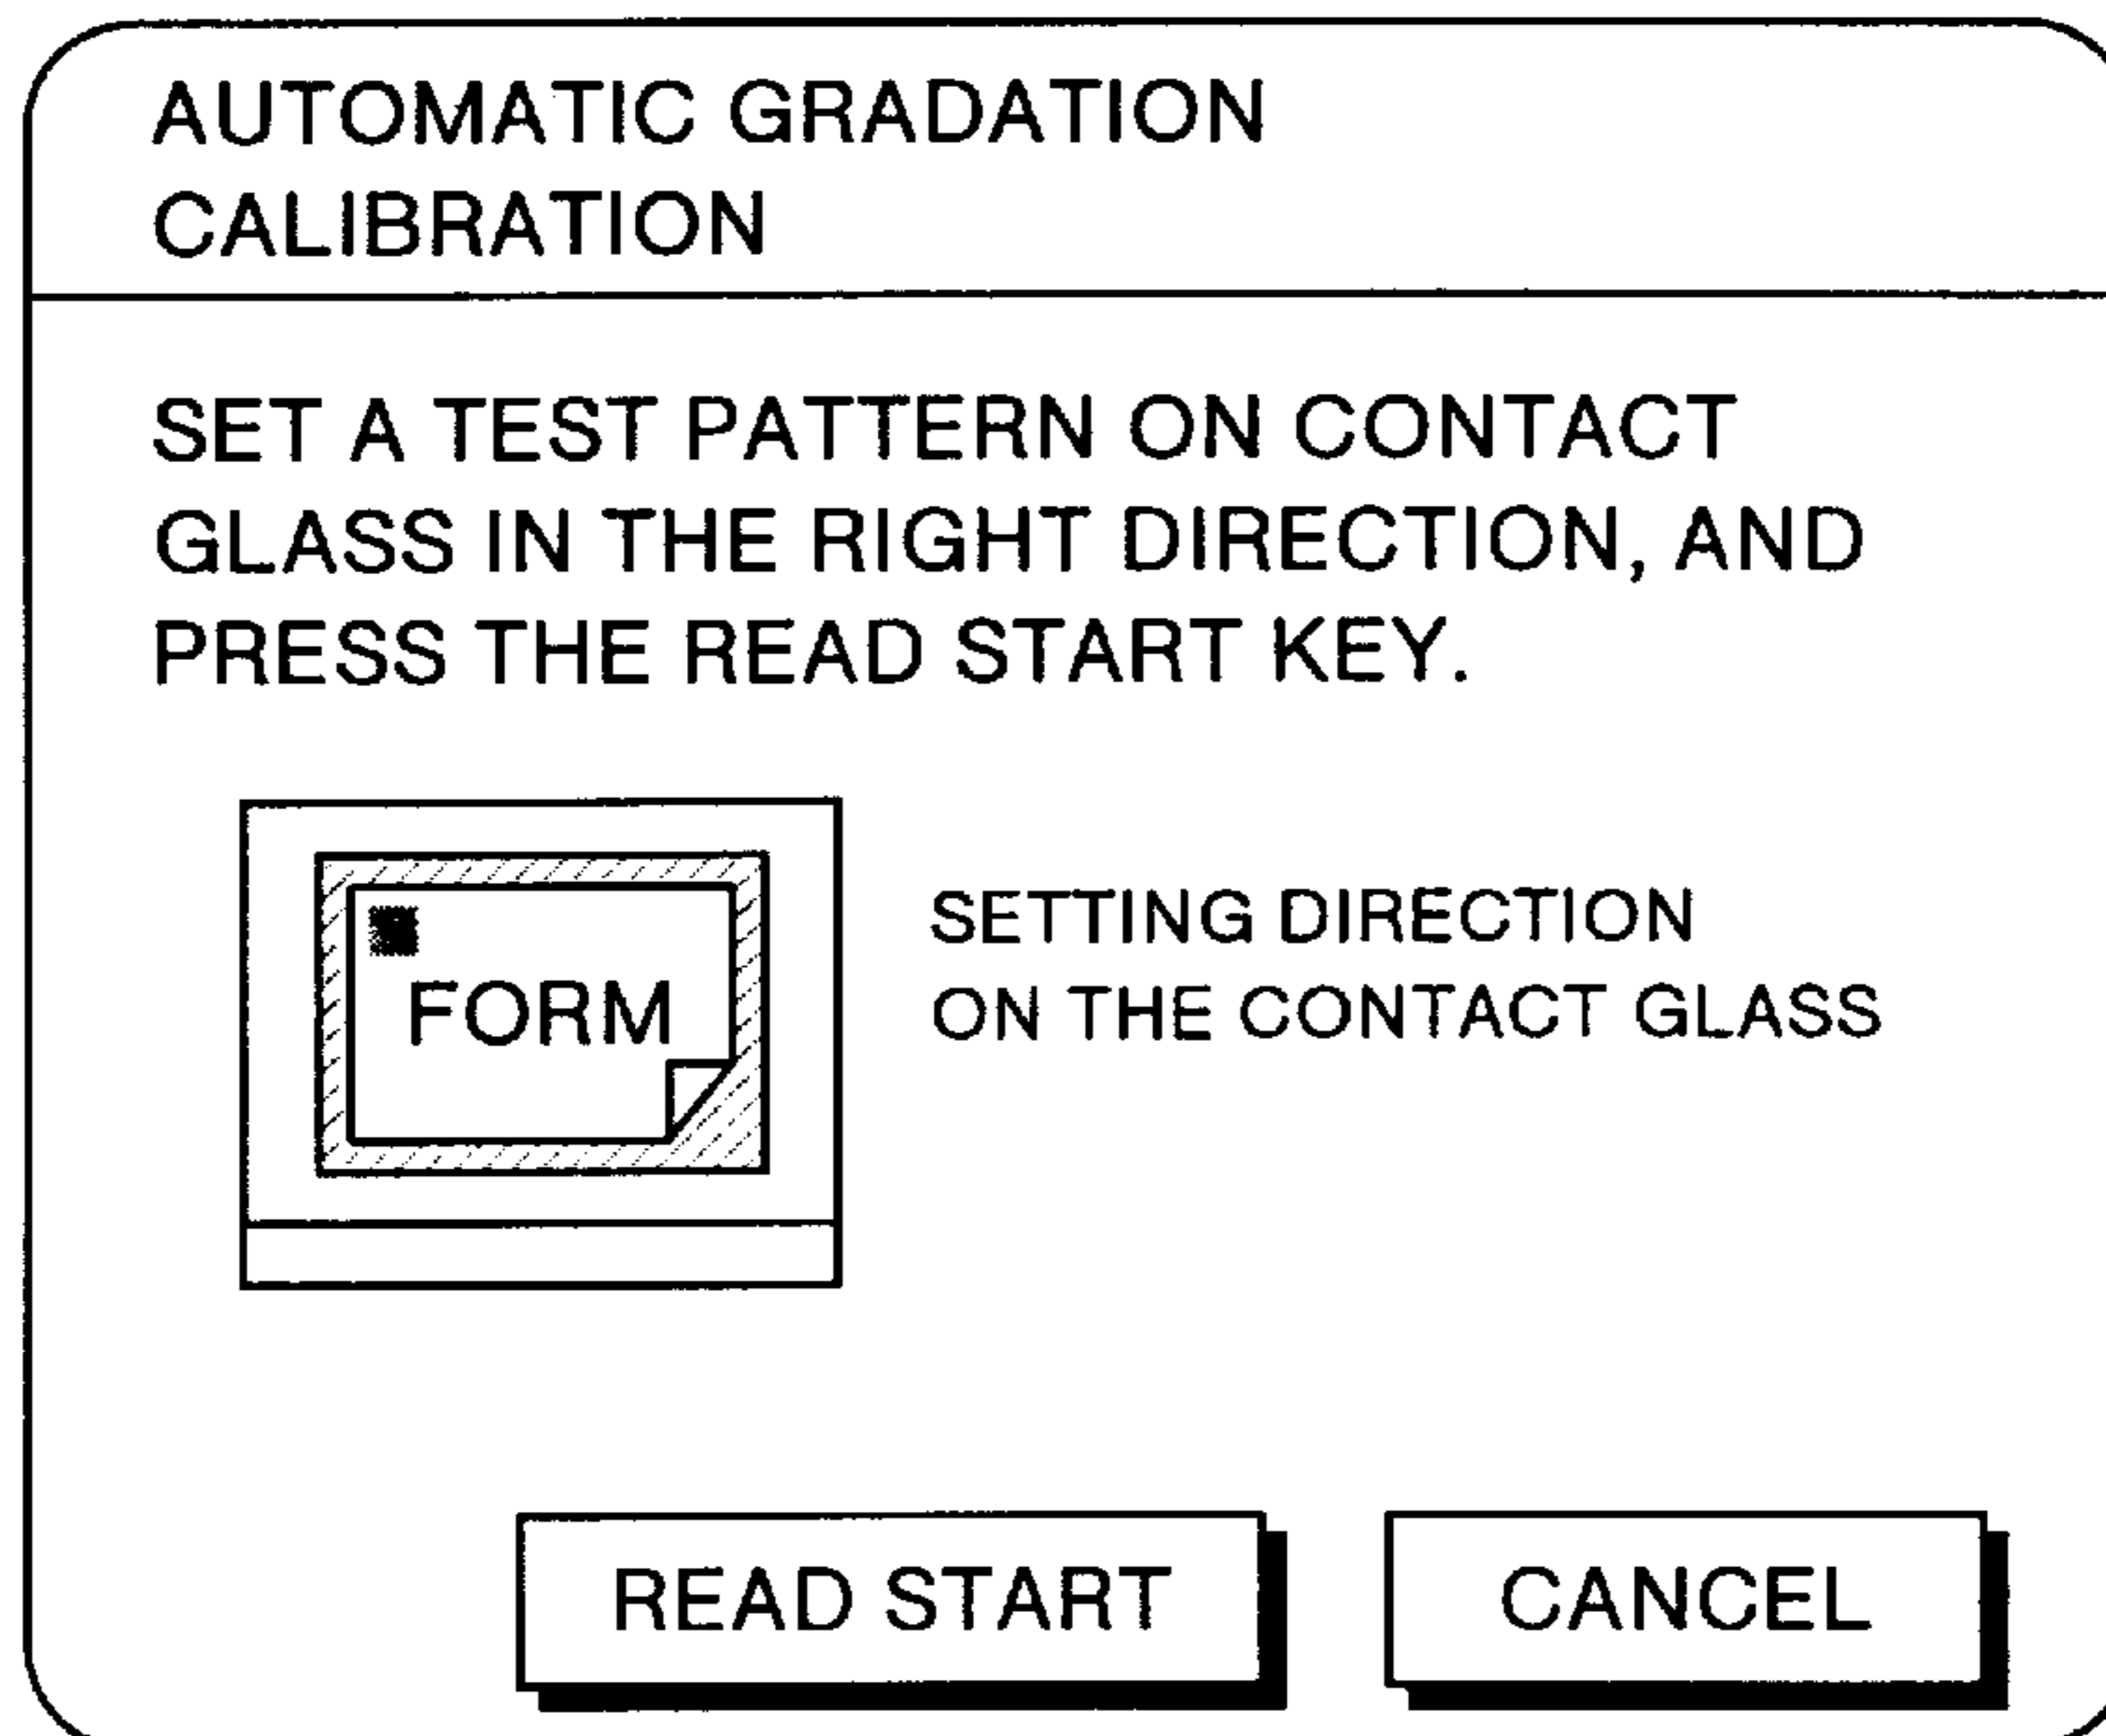 AUTOMATIC GRADATION
CALIBRATION
SET A TEST PATTERN ON CONTACT
GLASS IN THE RIGHT DIRECTION, AND
PRESS THE READ START KEY.
FORM
SETTING DIRECTION
ON THE CONTACT GLASS
READ START
CANCEL